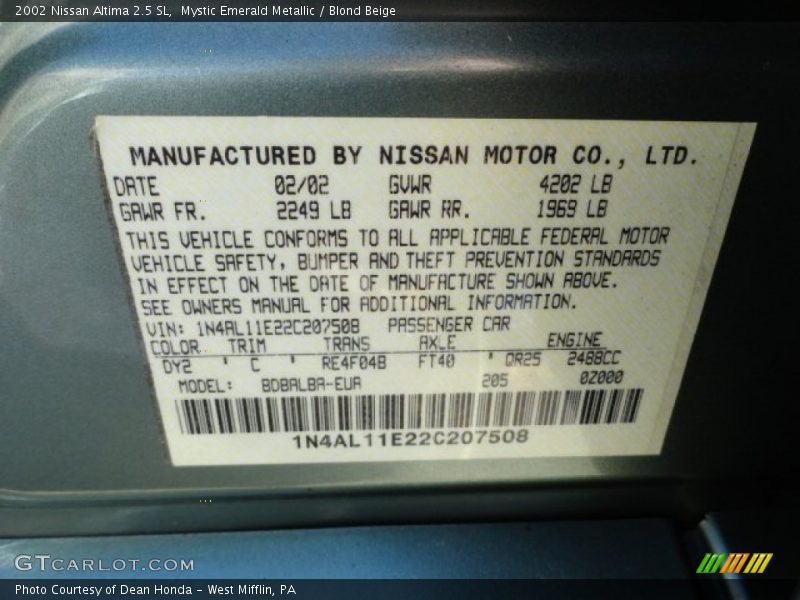 2002 Nissan Altima 2.5 SL,  Mystic Emerald Metallic / Blond Beige
MANUFACTURED BY NISSAN MOTOR CO., LTD.
DATE 02/02 GVWR 4202 LB
GAWR FR. 2249 LB GAWR RR. 1969 LB
THIS VEHICLE CONFORMS TO ALL APPLICABLE FEDERAL MOTOR
VEHICLE SAFETY, BUMPER AND THEFT PREVENTION STANDARDS
IN EFFECT ON THE DATE OF MANUFACTURE SHOWN ABOVE.
SEE OWNERS MANUAL FOR ADDITIONAL INFORMATION.
VIN: 1N4AL11E22C207508 PASSENGER CAR
COLOR TRIM TRANS AXLE ENGINE
DY2 ' C ' RE4F04B FT40 ' QR25 2488CC
MODEL: BDBALBA-EUA 205 0Z000
1N4AL11E22C207508
GTCARLOT.COM
Photo Courtesy of Dean Honda - West Mifflin, PA